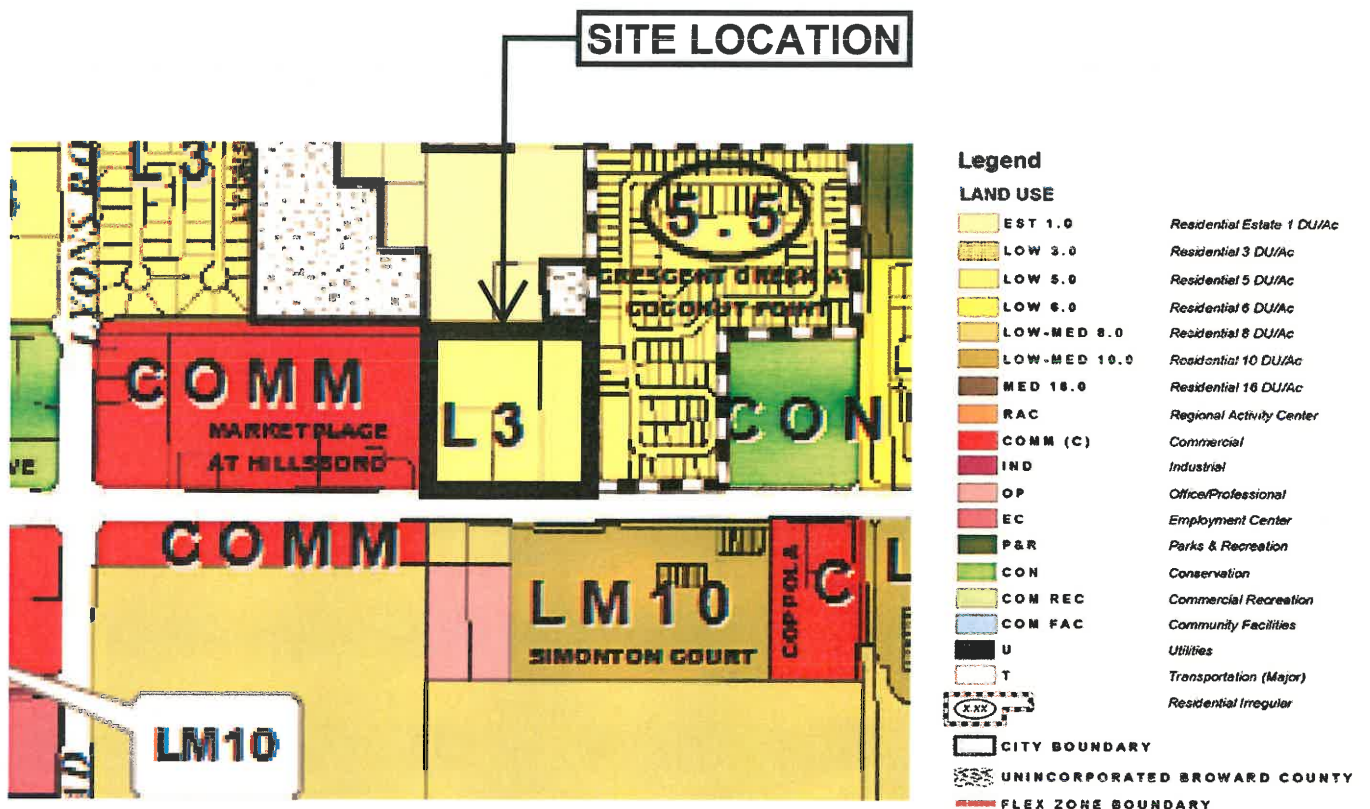 SITE LOCATION
L 3
5.5
CRESCENT CREEK AT
COCONUT POINT
COMM
MARKETPLACE
AT HILLSBORO
L3
CON
COMM
LM10
SIMONTON COURT
COPPOLA
C
L
LM10
Legend
LAND USE
EST 1.0 Residential Estate 1 DU/Ac
LOW 3.0 Residential 3 DU/Ac
LOW 5.0 Residential 5 DU/Ac
LOW 6.0 Residential 6 DU/Ac
LOW-MED 8.0 Residential 8 DU/Ac
LOW-MED 10.0 Residential 10 DU/Ac
MED 16.0 Residential 16 DU/Ac
RAC Regional Activity Center
COMM (C) Commercial
IND Industrial
OP Office/Professional
EC Employment Center
P&R Parks & Recreation
CON Conservation
COM REC Commercial Recreation
COM FAC Community Facilities
U Utilities
T Transportation (Major)
X.XX Residential Irregular
CITY BOUNDARY
UNINCORPORATED BROWARD COUNTY
FLEX ZONE BOUNDARY